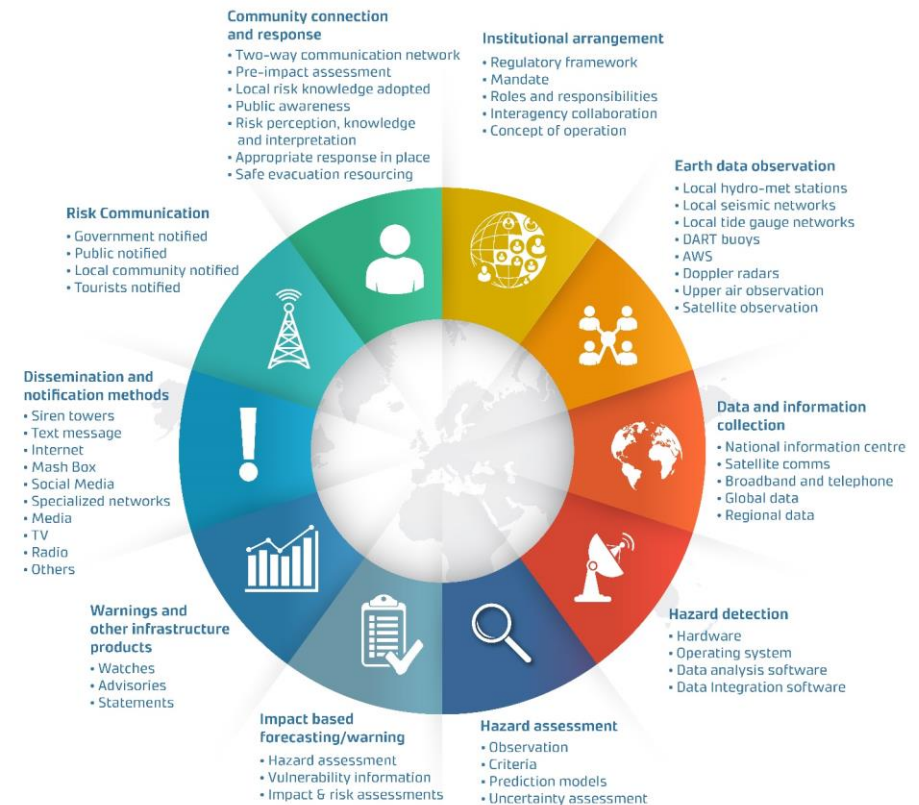 Community connection
and response
• Two-way communication network
• Pre-impact assessment
• Local risk knowledge adopted
• Public awareness
• Risk perception, knowledge
and interpretation
• Appropriate response in place
• Safe evacuation resourcing
Institutional arrangement
• Regulatory framework
• Mandate
• Roles and responsibilities
• Interagency collaboration
• Concept of operation
Earth data observation
• Local hydro-met stations
• Local seismic networks
• Local tide gauge networks
• DART buoys
• AWS
• Doppler radars
• Upper air observation
• Satellite observation
Data and information
collection
• National information centre
• Satellite comms
• Broadband and telephone
• Global data
• Regional data
Hazard detection
• Hardware
• Operating system
• Data analysis software
• Data Integration software
Hazard assessment
• Observation
• Criteria
• Prediction models
• Uncertainty assessment
Impact based
forecasting/warning
• Hazard assessment
• Vulnerability information
• Impact & risk assessments
Warnings and
other infrastructure
products
• Watches
• Advisories
• Statements
Dissemination and
notification methods
• Siren towers
• Text message
• Internet
• Mash Box
• Social Media
• Specialized networks
• Media
• TV
• Radio
• Others
Risk Communication
• Government notified
• Public notified
• Local community notified
• Tourists notified